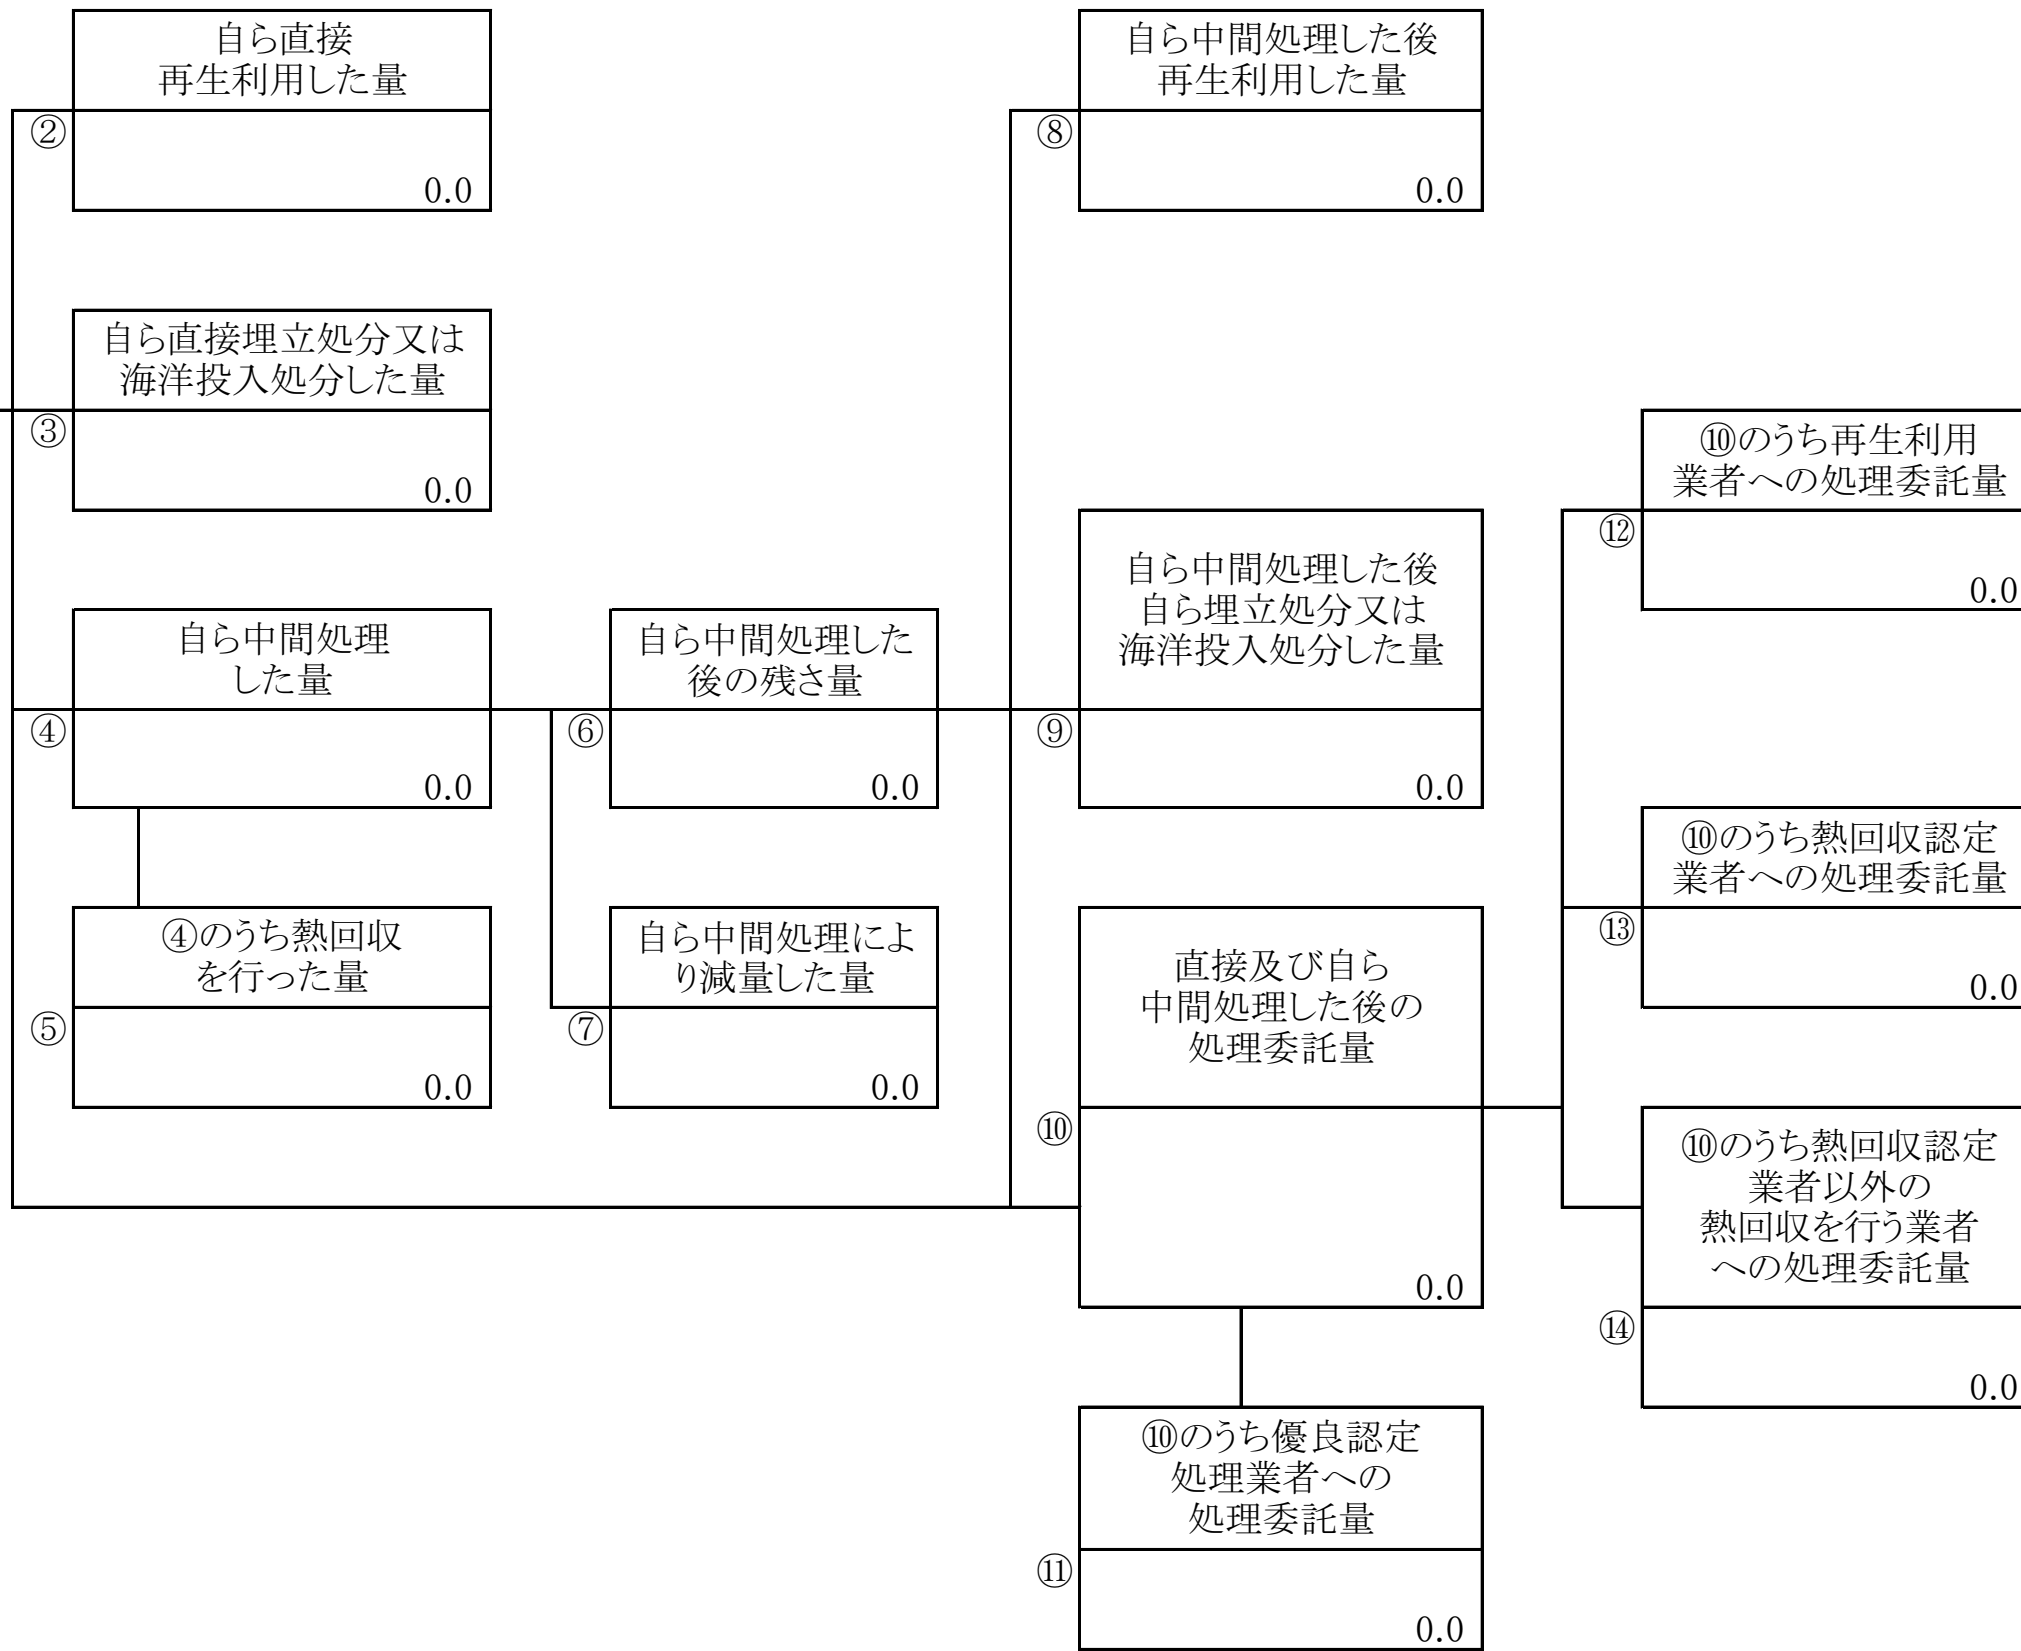 自ら直接
再生利用した量
②
0.0
自ら直接埋立処分又は
海洋投入処分した量
③
0.0
自ら中間処理
した量
④
0.0
④のうち熱回収
を行った量
⑤
0.0
自ら中間処理した
後の残さ量
⑥
0.0
自ら中間処理によ
り減量した量
⑦
0.0
自ら中間処理した後
再生利用した量
⑧
0.0
自ら中間処理した後
自ら埋立処分又は
海洋投入処分した量
⑨
0.0
直接及び自ら
中間処理した後の
処理委託量
⑩
0.0
⑩のうち優良認定
処理業者への
処理委託量
⑪
0.0
⑩のうち再生利用
業者への処理委託量
⑫
0.0
⑩のうち熱回収認定
業者への処理委託量
⑬
0.0
⑩のうち熱回収認定
業者以外の
熱回収を行う業者
への処理委託量
⑭
0.0